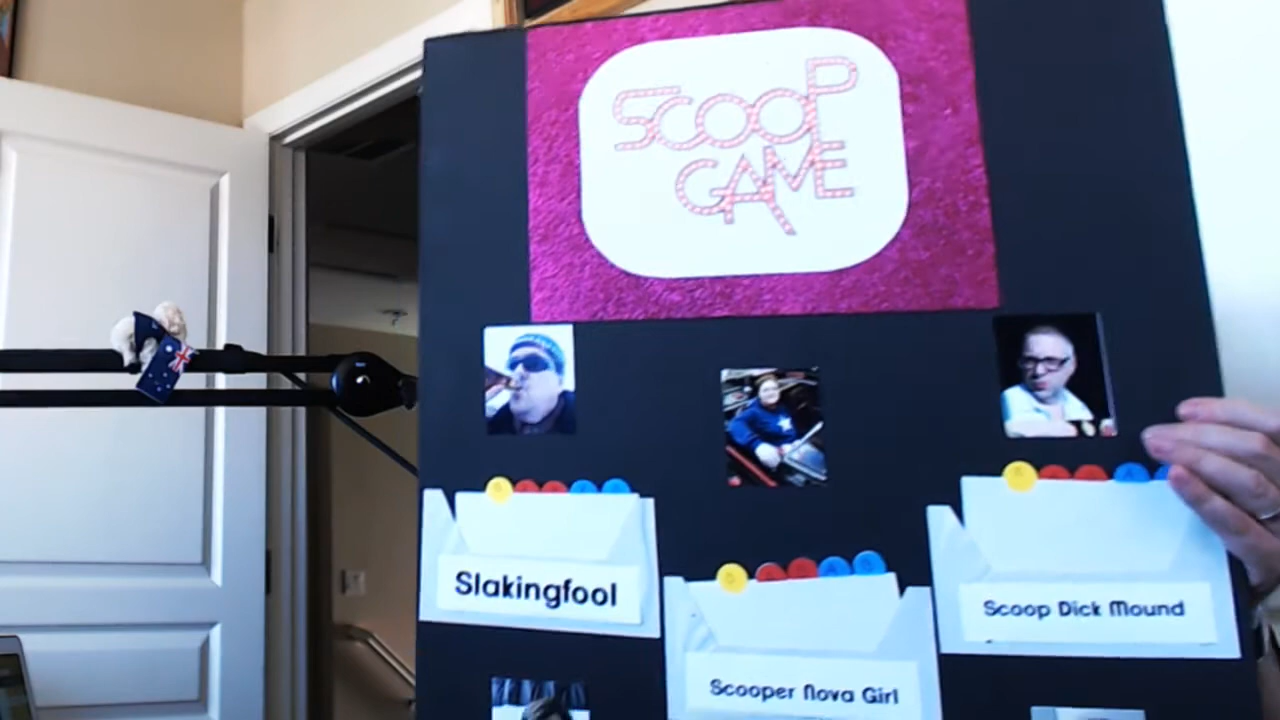 SCOOP
GAME
Slakingfool
Scoop Dick Mound
Scooper Nova Girl